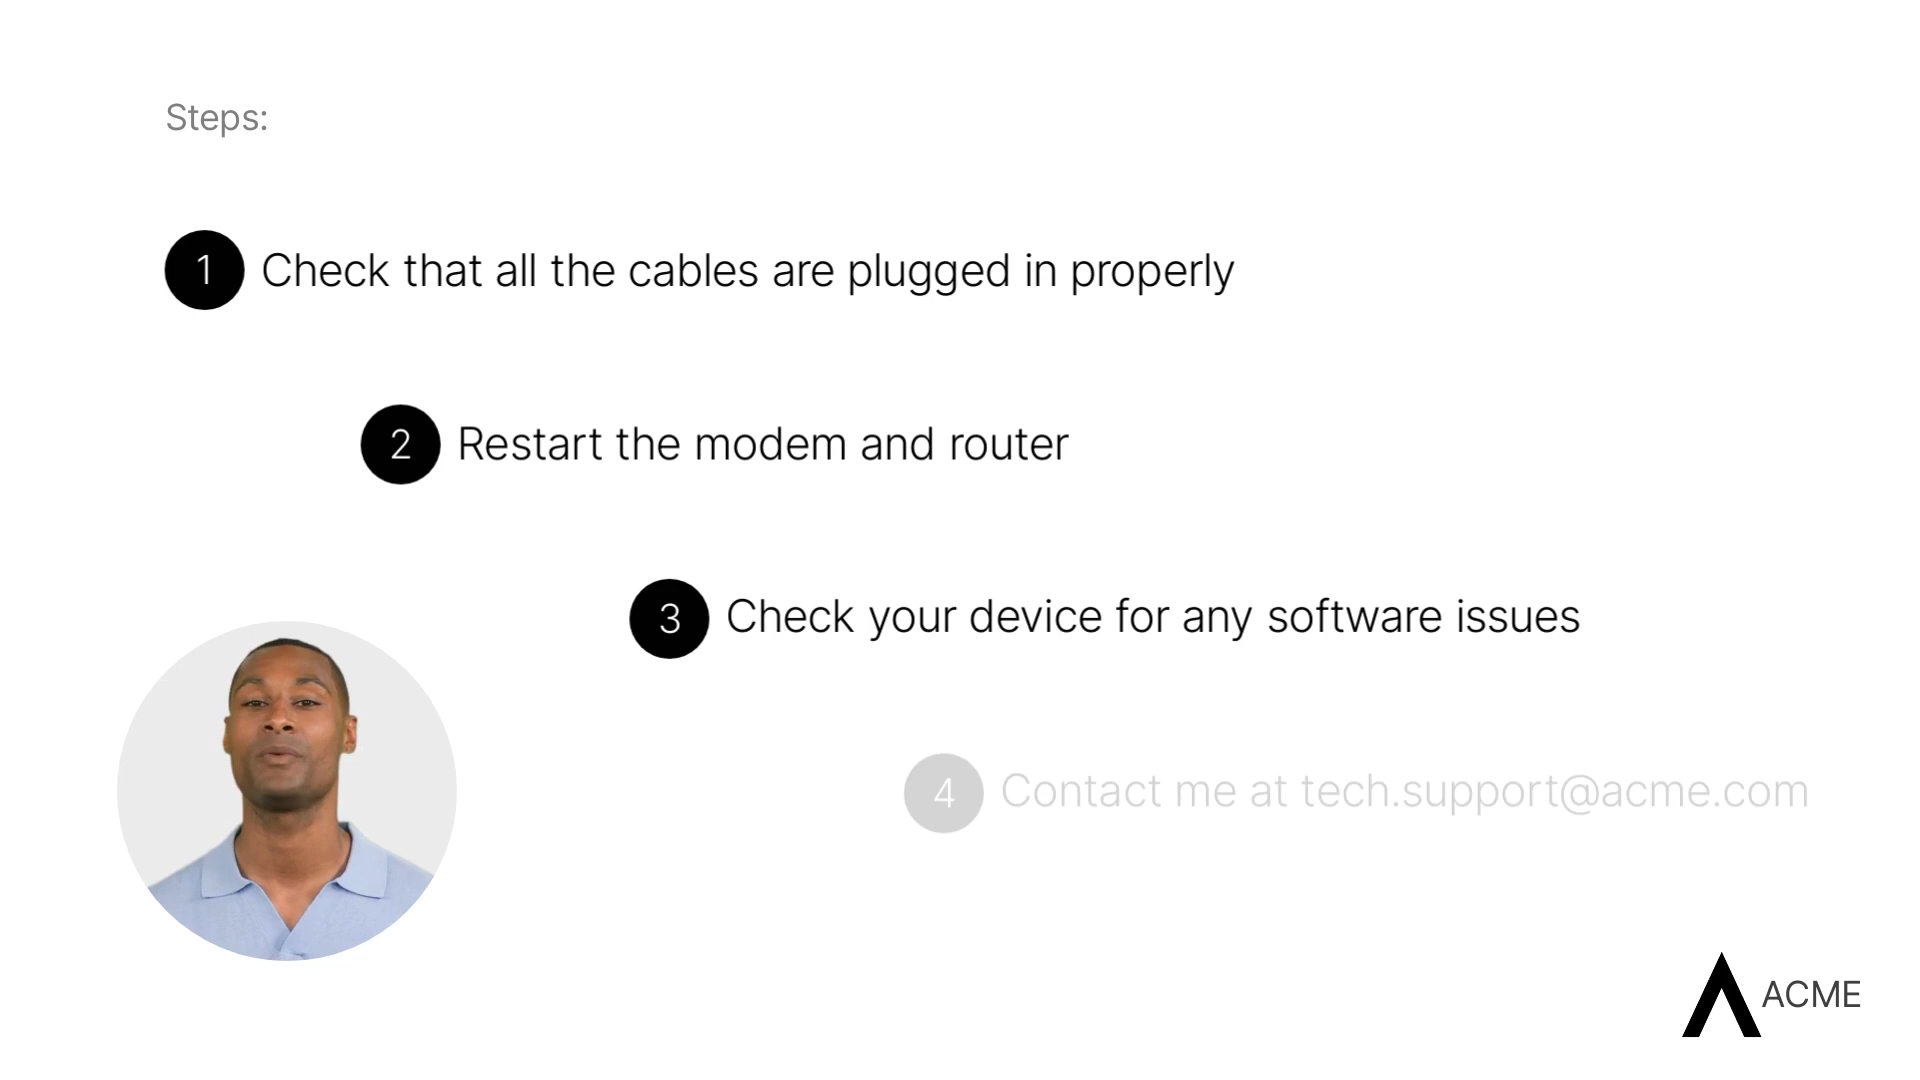 Steps:
1 Check that all the cables are plugged in properly
2 Restart the modem and router
3 Check your device for any software issues
4 Contact me at tech.support@acme.com
ACME